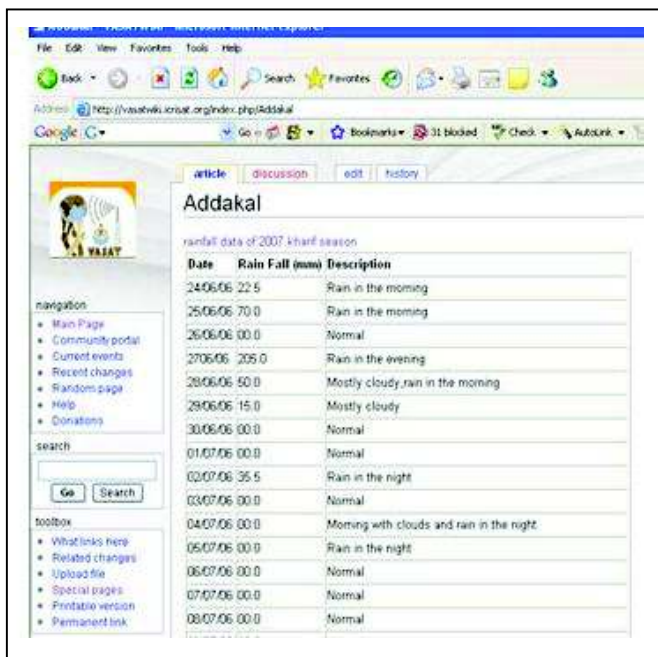 File Edit View Favorites Tools Help
Back Search Favorites
Address http://vasatwiki.icrisat.org/index.php/Addakal
Google G Go Bookmarks 31 blocked Check AutoLink
article discussion edit history
VASAT
Addakal
rainfall data of 2007 kharif season
Date Rain Fall (mm) Description
24/06/06 22.5 Rain in the morning
25/06/06 70.0 Rain in the morning
26/06/06 00.0 Normal
2706/06 205.0 Rain in the evening
28/06/06 50.0 Mostly cloudy,rain in the morning
29/06/06 15.0 Mostly cloudy
30/06/06 00.0 Normal
01/07/06 00.0 Normal
02/07/06 35.5 Rain in the night
03/07/06 00.0 Normal
04/07/06 00.0 Morning with clouds and rain in the night
05/07/06 00.0 Rain in the night
06/07/06 00.0 Normal
07/07/06 00.0 Normal
08/07/06 00.0 Normal
navigation
Main Page
Community portal
Current events
Recent changes
Random page
Help
Donations
search
Go Search
toolbox
What links here
Related changes
Upload file
Special pages
Printable version
Permanent link